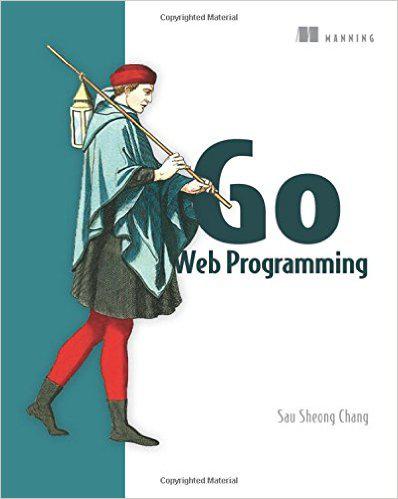 Copyrighted Material
MANNING
Go
Web Programming
Sau Sheong Chang
Copyrighted Material